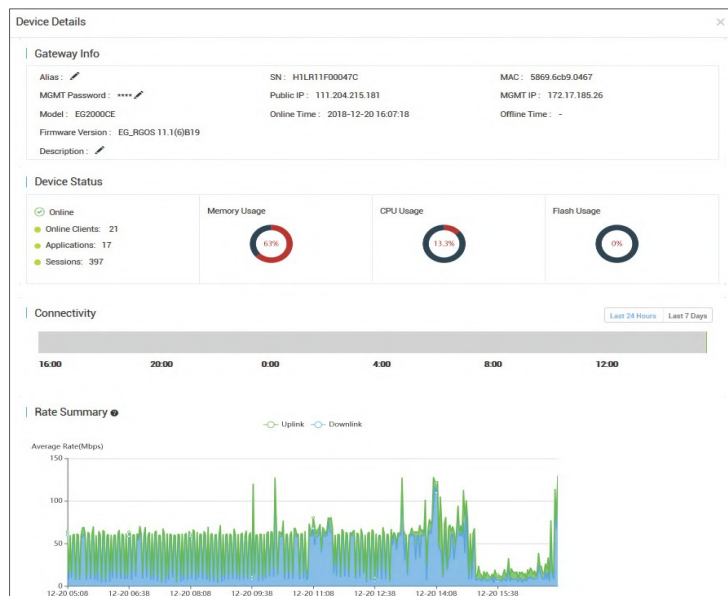 Device Details
Gateway Info
Alias :
SN : H1LR11F00047C
MAC : 5869.6cb9.0467
MGMT Password : ****
Public IP : 111.204.215.181
MGMT IP : 172.17.185.26
Model : EG2000CE
Online Time : 2018-12-20 16:07:18
Offline Time : -
Firmware Version : EG_RGOS 11.1(6)B19
Description :
Device Status
Online
Online Clients: 21
Applications: 17
Sessions: 397
Memory Usage
63%
CPU Usage
13.3%
Flash Usage
0%
Connectivity
Last 24 Hours
Last 7 Days
16:00 20:00 0:00 4:00 8:00 12:00
Rate Summary
Uplink Downlink
Average Rate(Mbps)
150
100
50
0
12-20 05:08 12-20 06:38 12-20 08:08 12-20 09:38 12-20 11:08 12-20 12:38 12-20 14:08 12-20 15:38